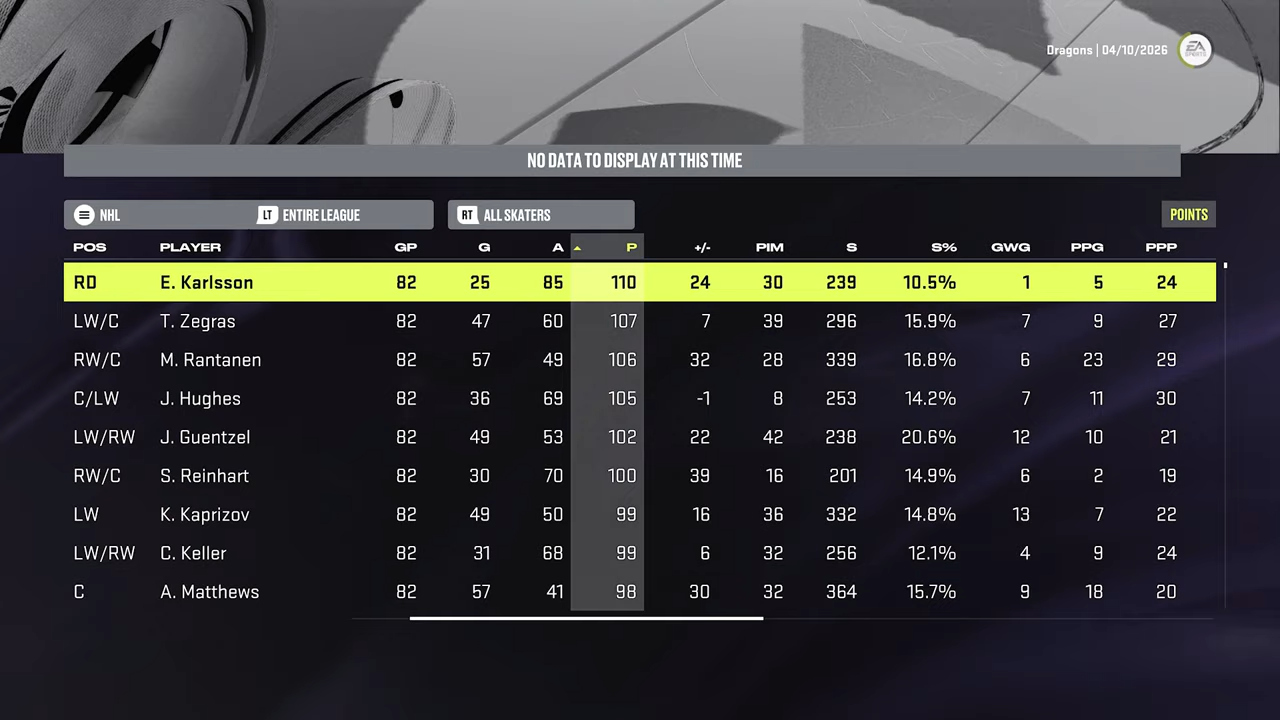 Dragons | 04/10/2026
EA SPORTS
NO DATA TO DISPLAY AT THIS TIME
NHL LT ENTIRE LEAGUE RT ALL SKATERS POINTS
POS PLAYER GP G A P +/- PIM S S% GWG PPG PPP
RD E. Karlsson 82 25 85 110 24 30 239 10.5% 1 5 24
LW/C T. Zegras 82 47 60 107 7 39 296 15.9% 7 9 27
RW/C M. Rantanen 82 57 49 106 32 28 339 16.8% 6 23 29
C/LW J. Hughes 82 36 69 105 -1 8 253 14.2% 7 11 30
LW/RW J. Guentzel 82 49 53 102 22 42 238 20.6% 12 10 21
RW/C S. Reinhart 82 30 70 100 39 16 201 14.9% 6 2 19
LW K. Kaprizov 82 49 50 99 16 36 332 14.8% 13 7 22
LW/RW C. Keller 82 31 68 99 6 32 256 12.1% 4 9 24
C A. Matthews 82 57 41 98 30 32 364 15.7% 9 18 20